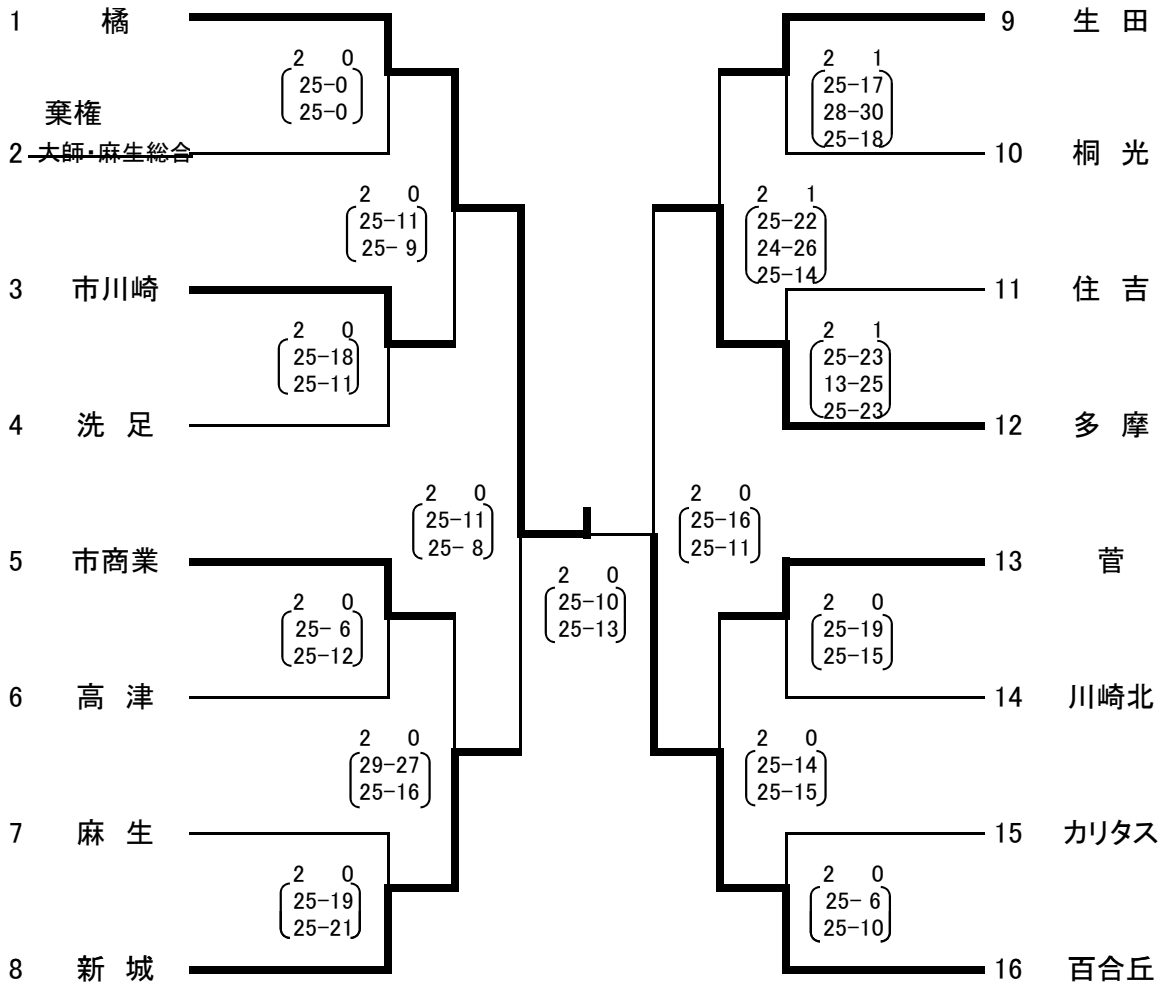 1 橘
2 0
25-0
25-0
棄権
2 大師・麻生総合
2 0
25-11
25- 9
3 市川崎
2 0
25-18
25-11
4 洗 足
2 0
25-11
25- 8
5 市商業
2 0
25- 6
25-12
6 高 津
2 0
29-27
25-16
7 麻 生
2 0
25-19
25-21
8 新 城
2 0
25-10
25-13
9 生 田
2 1
25-17
28-30
25-18
10 桐 光
2 1
25-22
24-26
25-14
11 住 吉
2 1
25-23
13-25
25-23
12 多 摩
2 0
25-16
25-11
13 菅
2 0
25-19
25-15
14 川崎北
2 0
25-14
25-15
15 カリタス
2 0
25- 6
25-10
16 百合丘